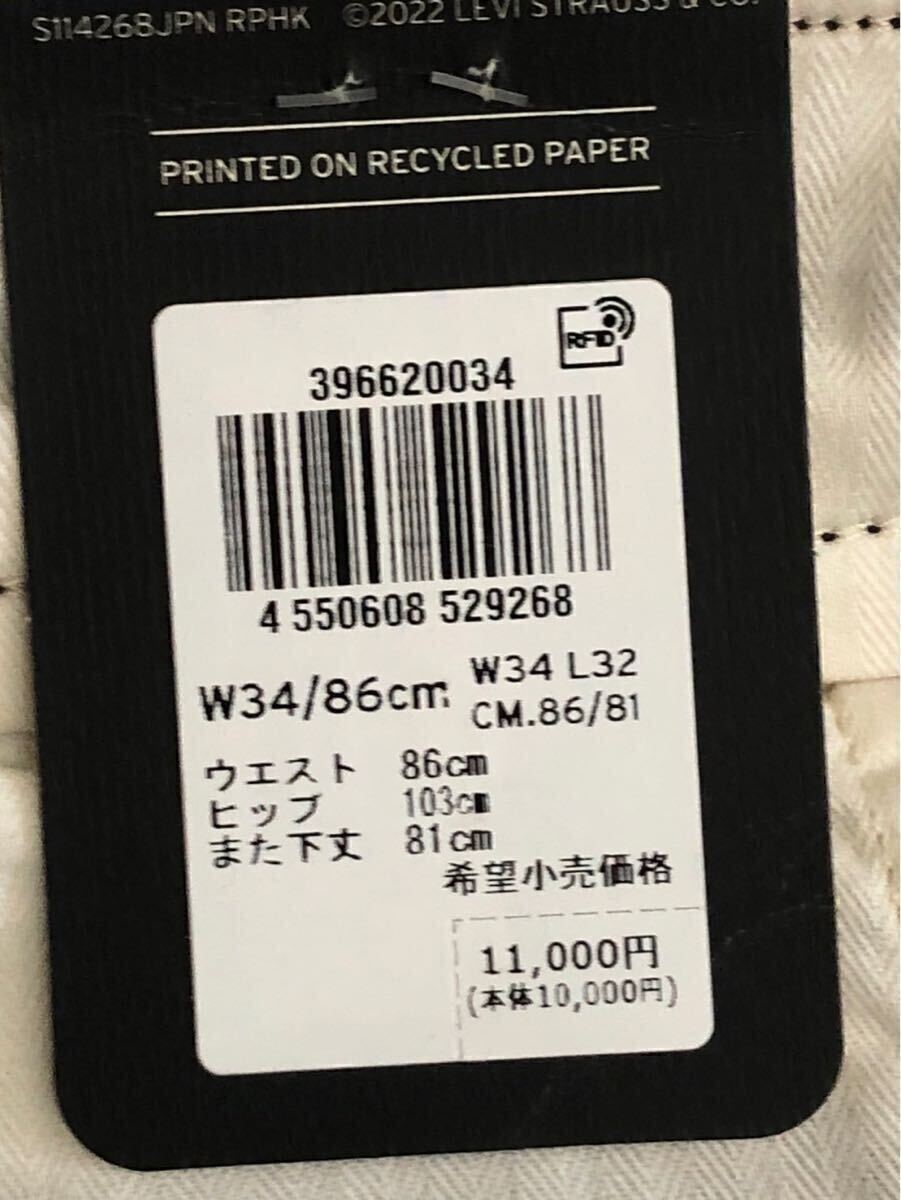 S114268JPN RPHK ©2022 LEVI STRAUSS & CO.
PRINTED ON RECYCLED PAPER
RFID
396620034
4 550608 529268
W34/86cm
W34 L32
CM.86/81
ウエスト 86cm
ヒップ 103cm
また下丈 81cm
希望小売価格
11,000円
(本体10,000円)